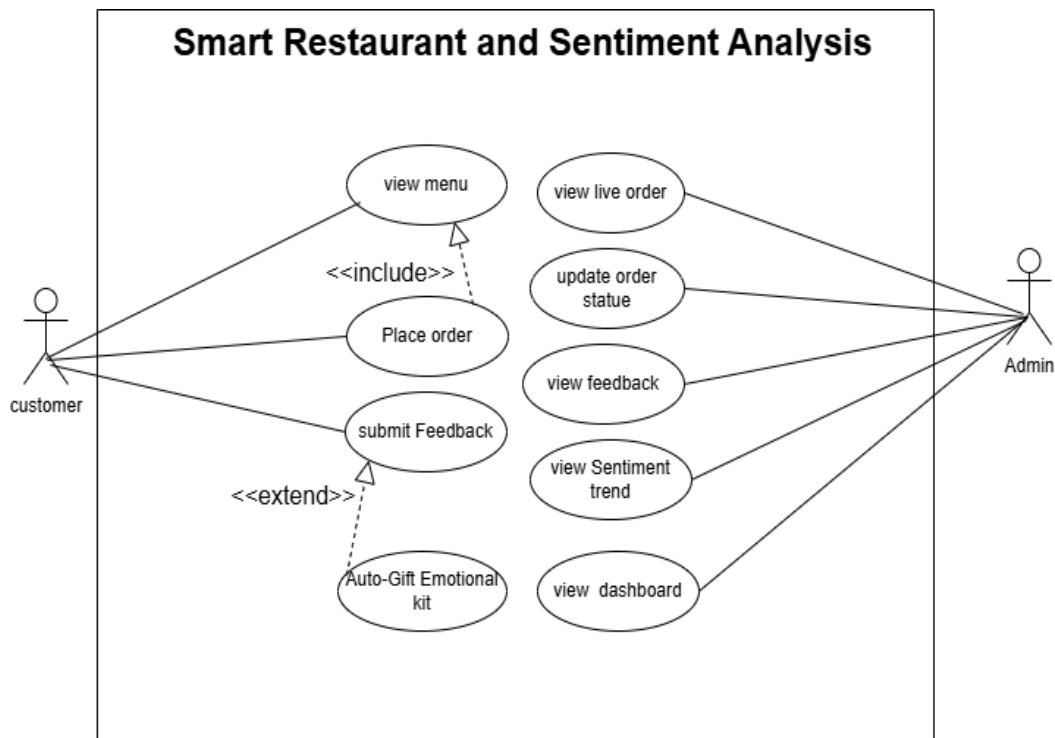 Smart Restaurant and Sentiment Analysis
view menu
view live order
<<include>>
update order
statue
Place order
customer
view feedback
Admin
submit Feedback
view Sentiment
trend
<<extend>>
Auto-Gift Emotional
kit
view dashboard